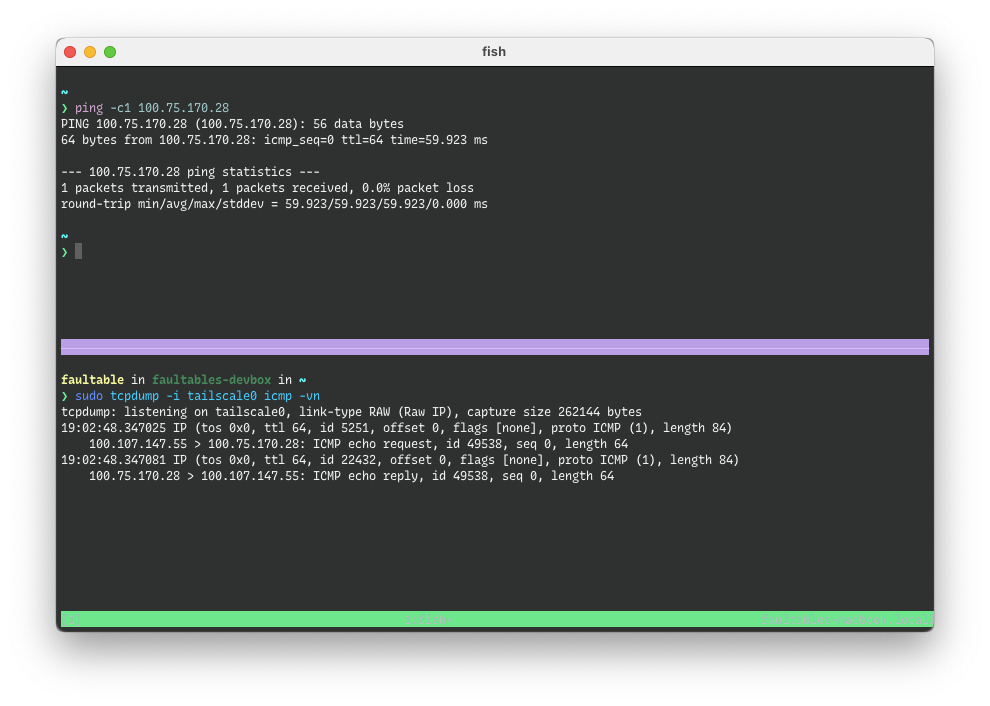 fish
~
❯ ping -c1 100.75.170.28
PING 100.75.170.28 (100.75.170.28): 56 data bytes
64 bytes from 100.75.170.28: icmp_seq=0 ttl=64 time=59.923 ms
--- 100.75.170.28 ping statistics ---
1 packets transmitted, 1 packets received, 0.0% packet loss
round-trip min/avg/max/stddev = 59.923/59.923/59.923/0.000 ms
~
❯
faultable in faultables-devbox in ~
❯ sudo tcpdump -i tailscale0 icmp -vn
tcpdump: listening on tailscale0, link-type RAW (Raw IP), capture size 262144 bytes
19:02:48.347025 IP (tos 0x0, ttl 64, id 5251, offset 0, flags [none], proto ICMP (1), length 84)
    100.107.147.55 > 100.75.170.28: ICMP echo request, id 49538, seq 0, length 64
19:02:48.347081 IP (tos 0x0, ttl 64, id 22432, offset 0, flags [none], proto ICMP (1), length 84)
    100.75.170.28 > 100.107.147.55: ICMP echo reply, id 49538, seq 0, length 64